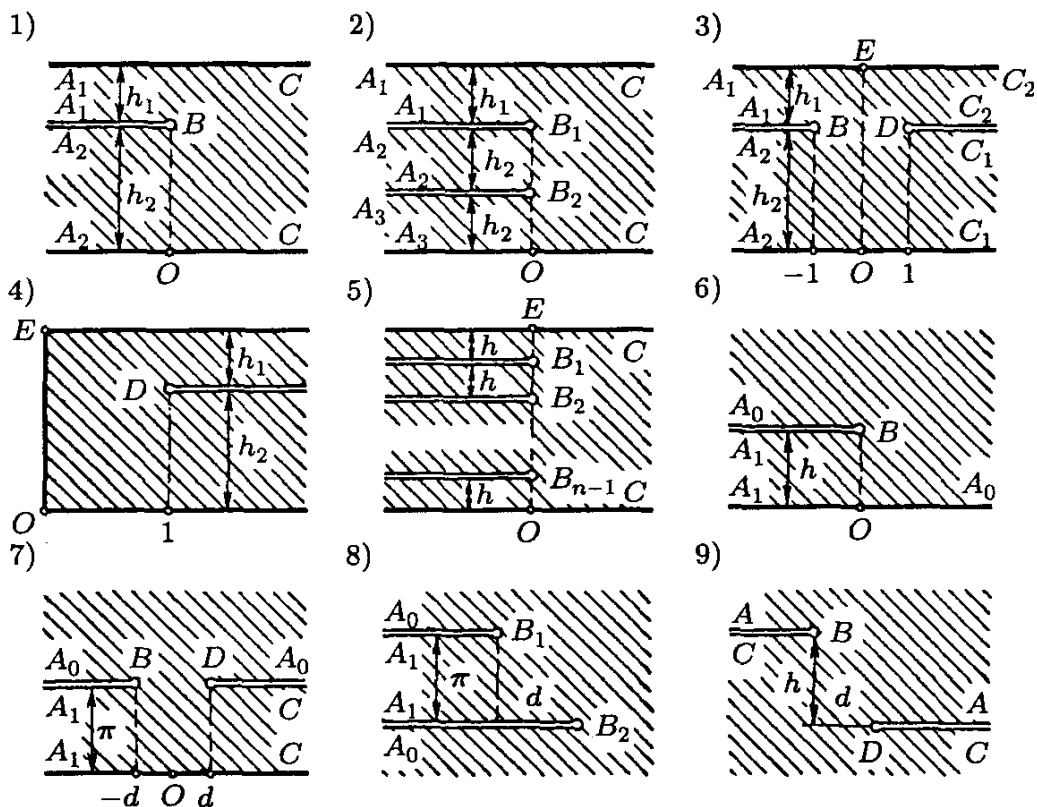 1) 2) 3)
A₁ C A₁ C A₁ E C₂
A₁ h₁ B A₁ h₁ B₁ A₁ h₁ B D C₂
A₂ h₂ A₂ h₂ A₂ h₂ C₁
A₂ B₂
A₂ C A₃ A₃ h₂ C A₂ C₁
O O -1 O 1
4) 5) 6)
E h₁ E h C
D h B₁ A₀ B
h₂ B₂ A₁ h
h Bₙ₋₁ C A₁ A₀
O 1 O O
7) 8) 9)
A₀ B D A₀ A₀ B₁ A B
A₁ π C A₁ π C h d
A₁ C A₁ d B₂ A
A₀ D C
-d O d